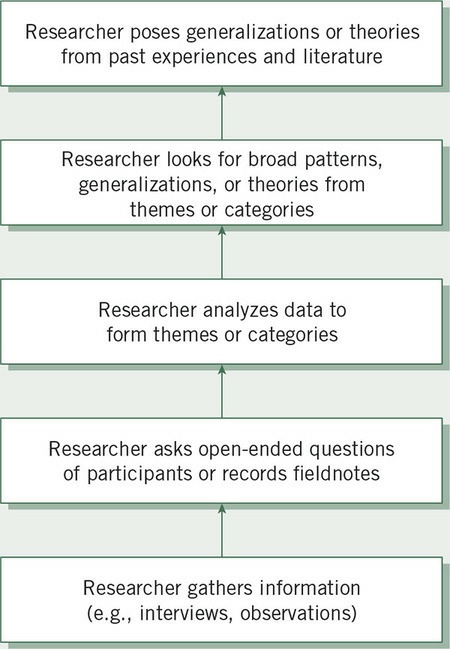 Researcher poses generalizations or theories
from past experiences and literature
Researcher looks for broad patterns,
generalizations, or theories from
themes or categories
Researcher analyzes data to
form themes or categories
Researcher asks open-ended questions
of participants or records fieldnotes
Researcher gathers information
(e.g., interviews, observations)